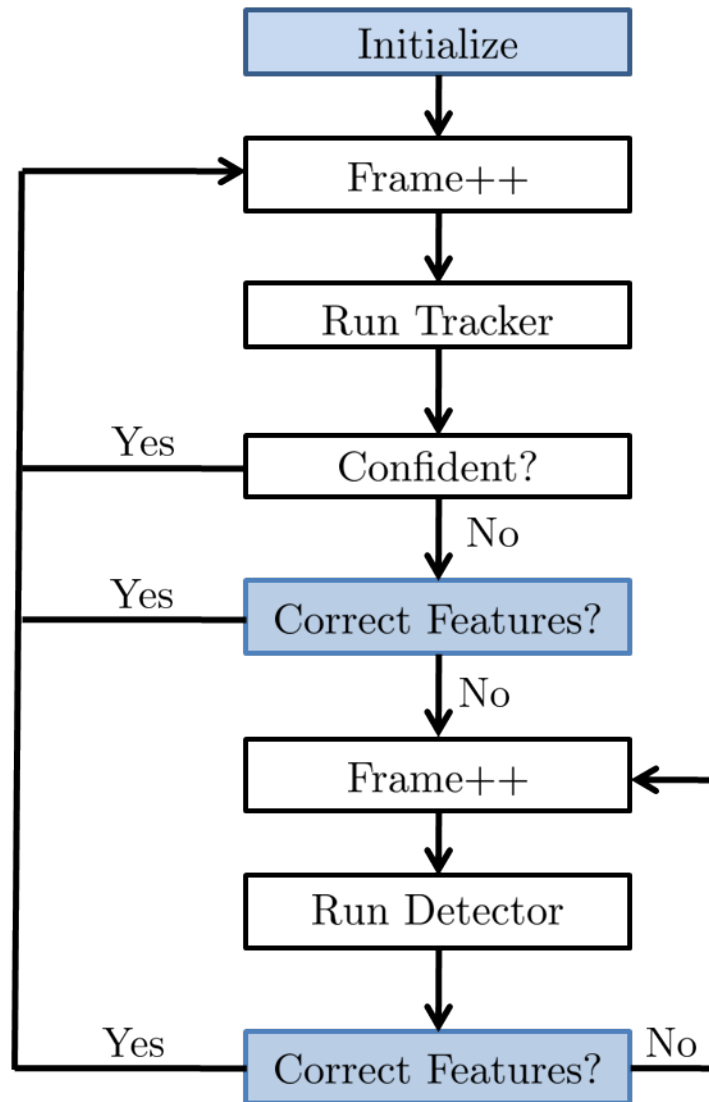 Initialize
Frame++
Run Tracker
Yes
Confident?
No
Yes
Correct Features?
No
Frame++
Run Detector
Yes
Correct Features?
No